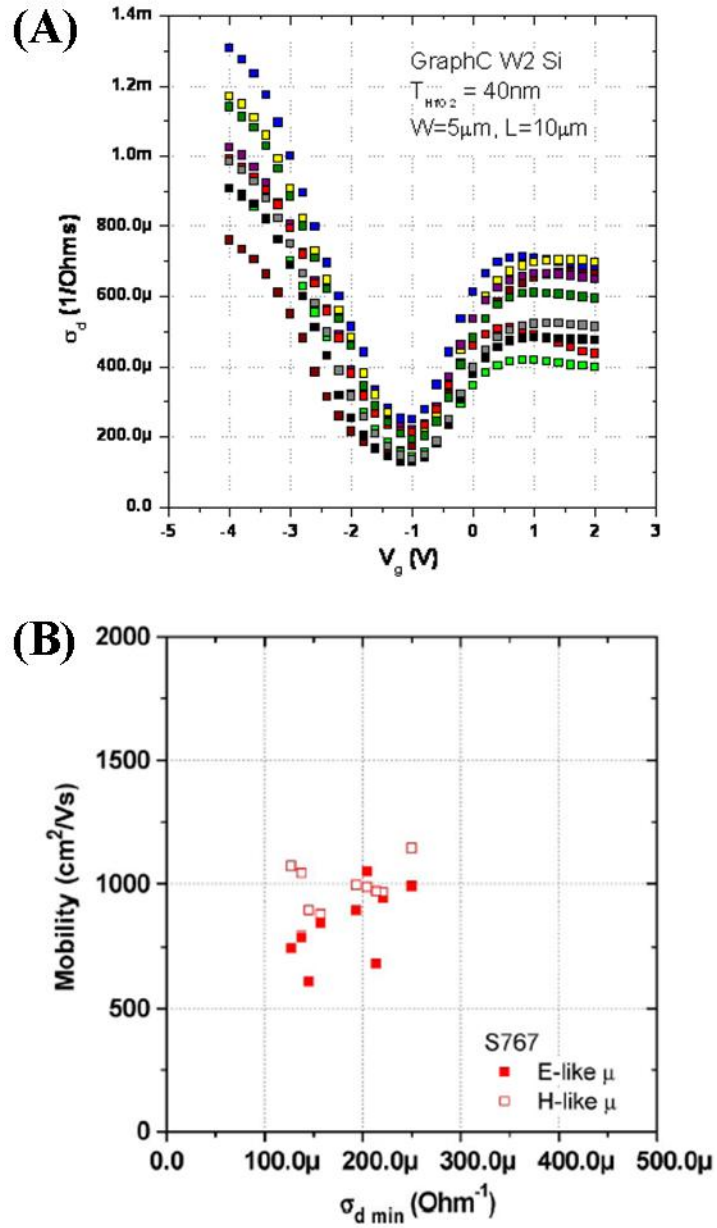 (A)
1.4m
1.2m
1.0m
800.0µ
600.0µ
400.0µ
200.0µ
0.0
σd (1/Ohms)
GraphC W2 Si
T HfO2 = 40nm
W=5µm, L=10µm
-5 -4 -3 -2 -1 0 1 2 3
Vg (V)
(B)
2000
1500
1000
500
0
Mobility (cm²/Vs)
S767
E-like µ
H-like µ
0.0 100.0µ 200.0µ 300.0µ 400.0µ 500.0µ
σd min (Ohm⁻¹)